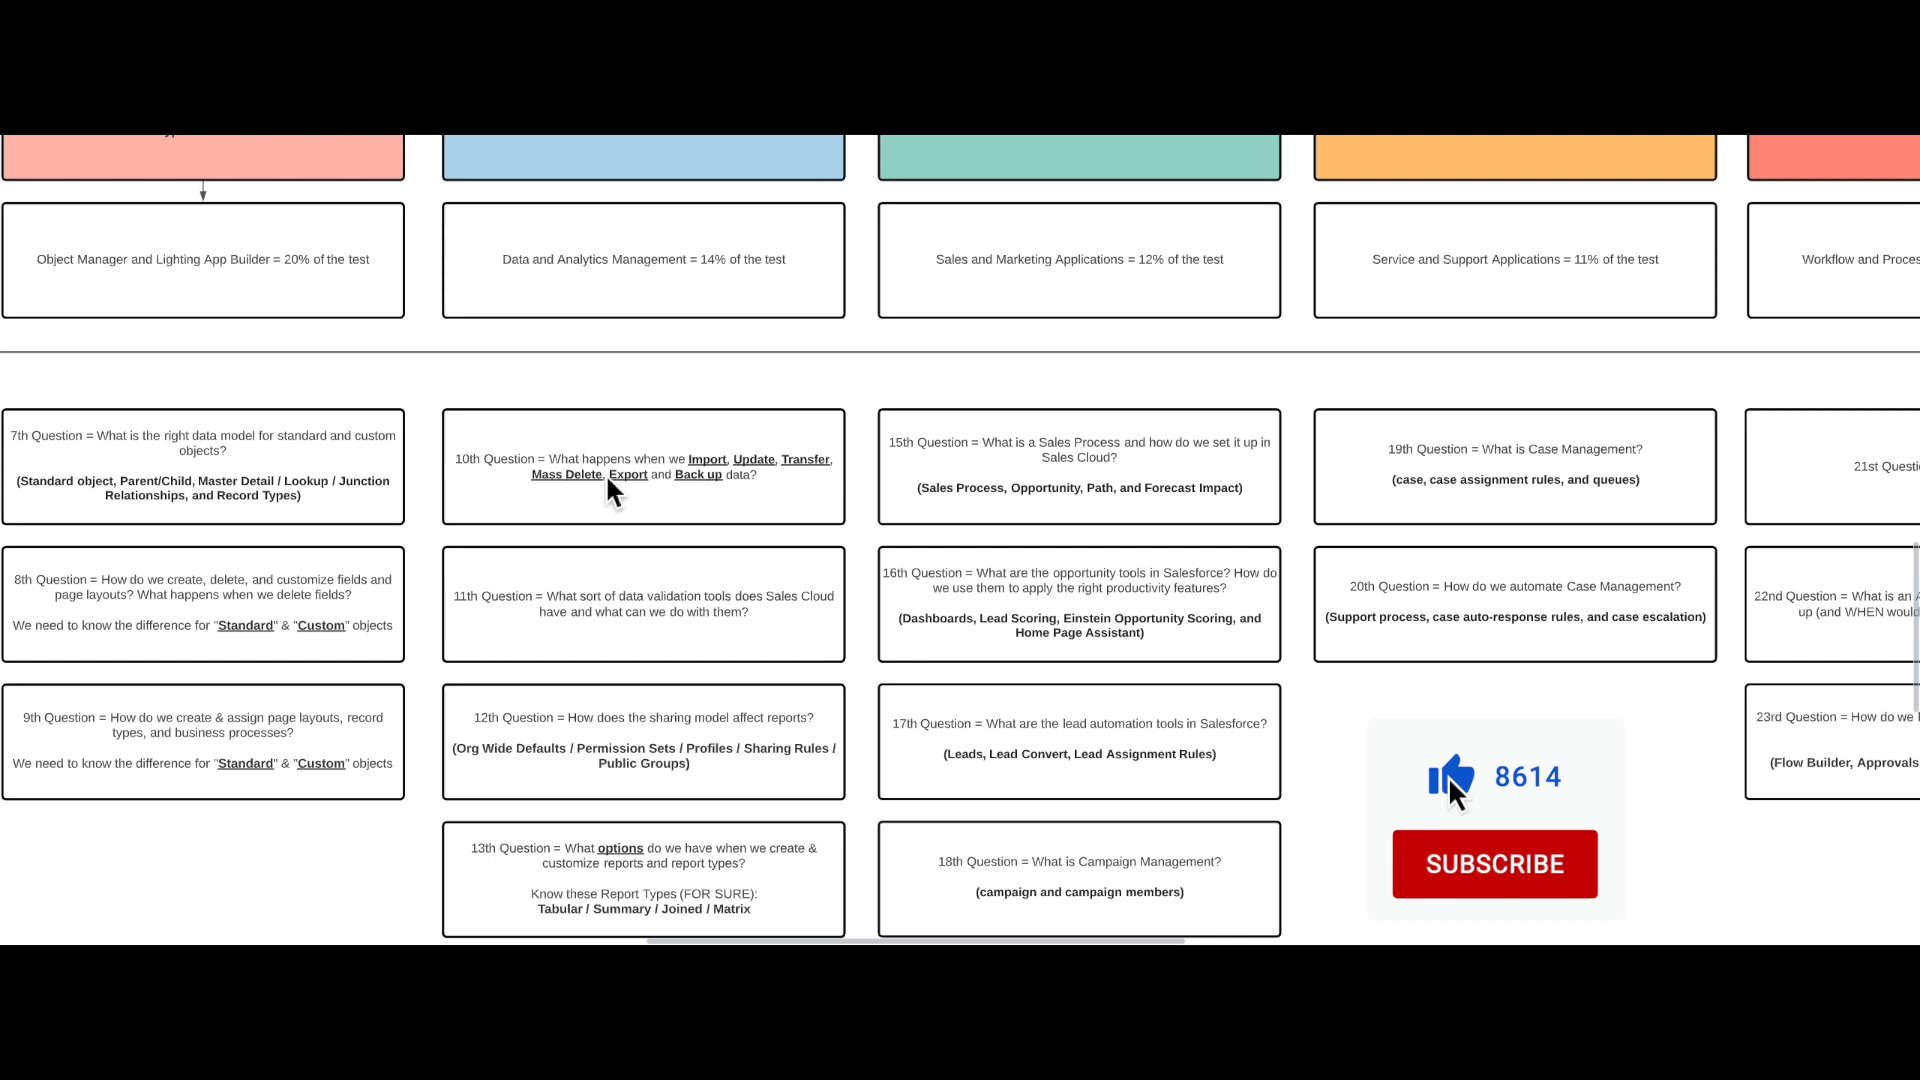 Object Manager and Lighting App Builder = 20% of the test
Data and Analytics Management = 14% of the test
Sales and Marketing Applications = 12% of the test
Service and Support Applications = 11% of the test
Workflow and Proces
7th Question = What is the right data model for standard and custom
objects?
(Standard object, Parent/Child, Master Detail / Lookup / Junction
Relationships, and Record Types)
10th Question = What happens when we Import, Update, Transfer,
Mass Delete, Export and Back up data?
15th Question = What is a Sales Process and how do we set it up in
Sales Cloud?
(Sales Process, Opportunity, Path, and Forecast Impact)
19th Question = What is Case Management?
(case, case assignment rules, and queues)
21st Questi
8th Question = How do we create, delete, and customize fields and
page layouts? What happens when we delete fields?
We need to know the difference for "Standard" & "Custom" objects
11th Question = What sort of data validation tools does Sales Cloud
have and what can we do with them?
16th Question = What are the opportunity tools in Salesforce? How do
we use them to apply the right productivity features?
(Dashboards, Lead Scoring, Einstein Opportunity Scoring, and
Home Page Assistant)
20th Question = How do we automate Case Management?
(Support process, case auto-response rules, and case escalation)
22nd Question = What is an
up (and WHEN would
9th Question = How do we create & assign page layouts, record
types, and business processes?
We need to know the difference for "Standard" & "Custom" objects
12th Question = How does the sharing model affect reports?
(Org Wide Defaults / Permission Sets / Profiles / Sharing Rules /
Public Groups)
17th Question = What are the lead automation tools in Salesforce?
(Leads, Lead Convert, Lead Assignment Rules)
23rd Question = How do we
(Flow Builder, Approvals
13th Question = What options do we have when we create &
customize reports and report types?
Know these Report Types (FOR SURE):
Tabular / Summary / Joined / Matrix
18th Question = What is Campaign Management?
(campaign and campaign members)
8614
SUBSCRIBE